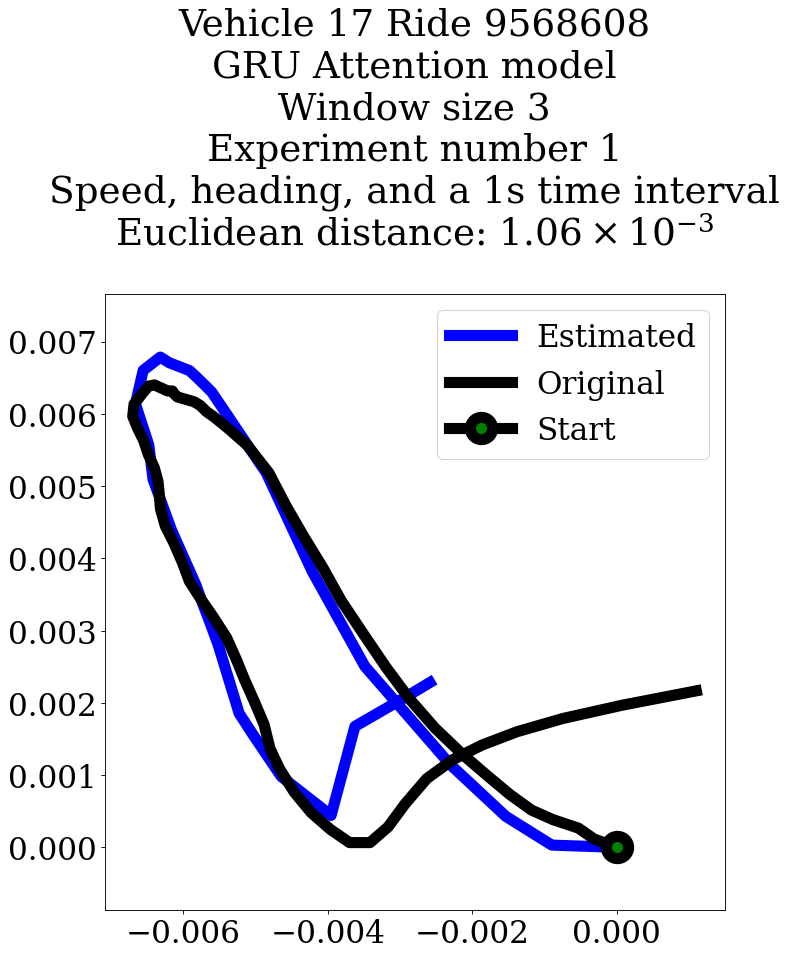 Vehicle 17 Ride 9568608
GRU Attention model
Window size 3
Experiment number 1
Speed, heading, and a 1s time interval
Euclidean distance: 1.06 × 10⁻³
Estimated
Original
Start
0.007
0.006
0.005
0.004
0.003
0.002
0.001
0.000
−0.006 −0.004 −0.002 0.000